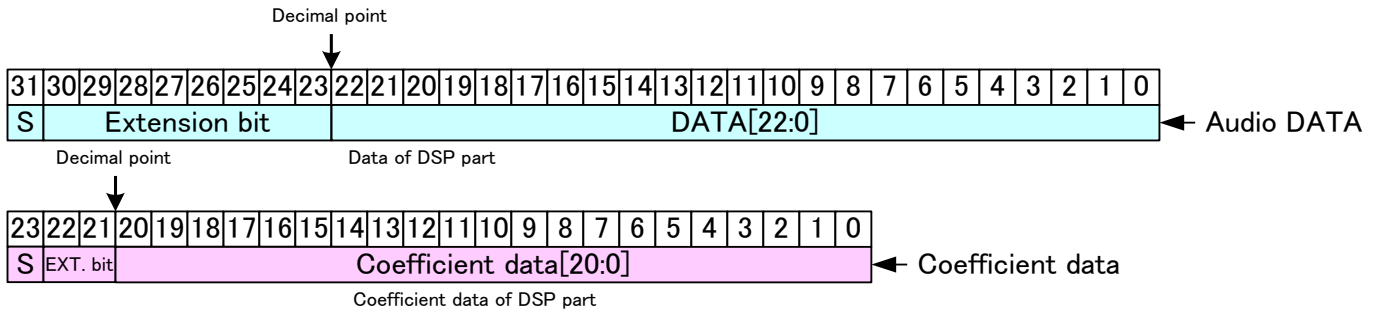 Decimal point
31 30 29 28 27 26 25 24 23 22 21 20 19 18 17 16 15 14 13 12 11 10 9 8 7 6 5 4 3 2 1 0
S Extension bit DATA[22:0] Audio DATA
Decimal point Data of DSP part
23 22 21 20 19 18 17 16 15 14 13 12 11 10 9 8 7 6 5 4 3 2 1 0
S EXT. bit Coefficient data[20:0] Coefficient data
Coefficient data of DSP part